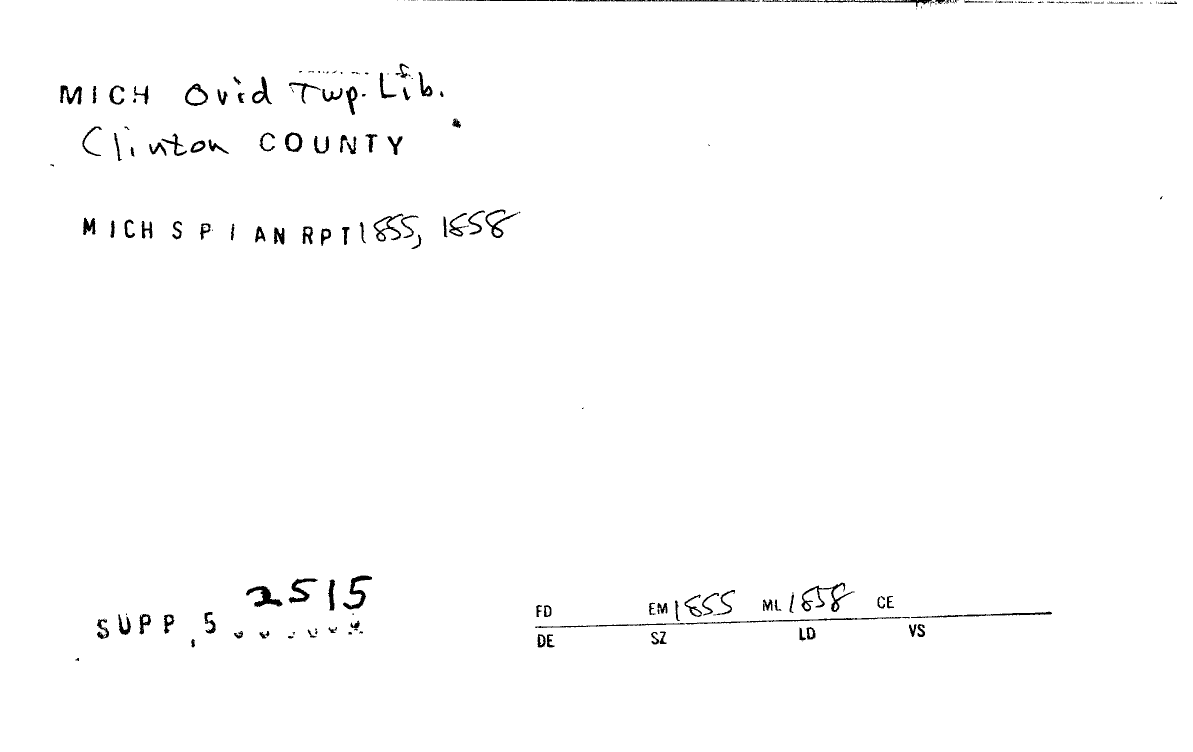 MICH Ovid Twp. Lib.
Clinton COUNTY
MICH S P I AN RPT 1855, 1858
2515
SUPP, 5
FD EM 1855 ML 1858 CE
DE SZ LD VS